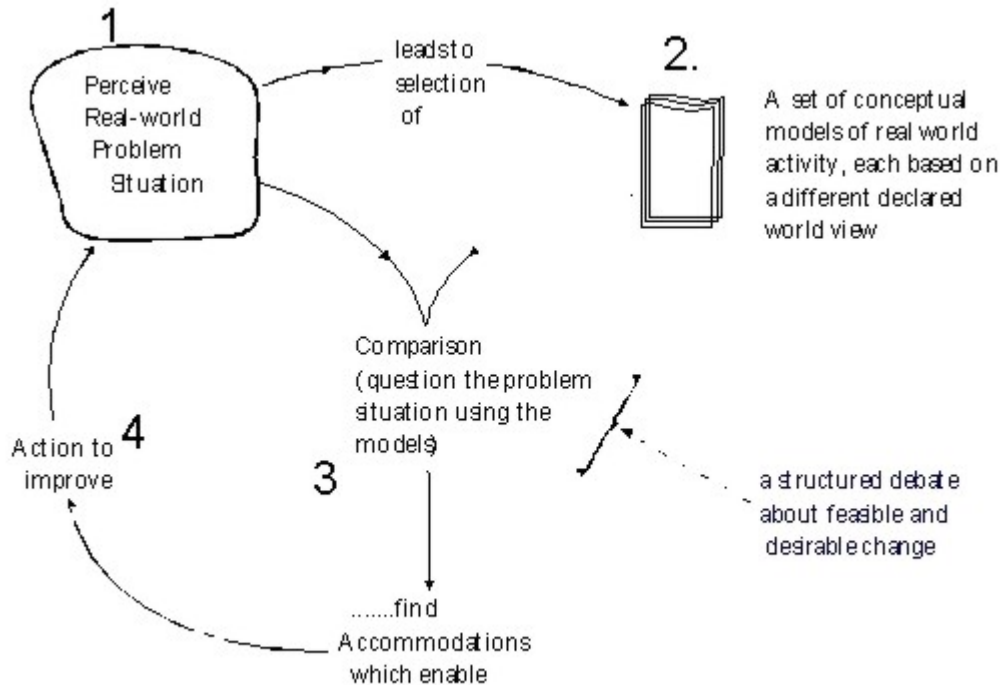 1
Perceive
Real-world
Problem
Situation
leads to
selection
of
2.
A set of conceptual
models of real world
activity, each based on
a different declared
world view
Comparison
(question the problem
situation using the
models)
3
4
Action to
improve
a structured debate
about feasible and
desirable change
.......find
Accommodations
which enable